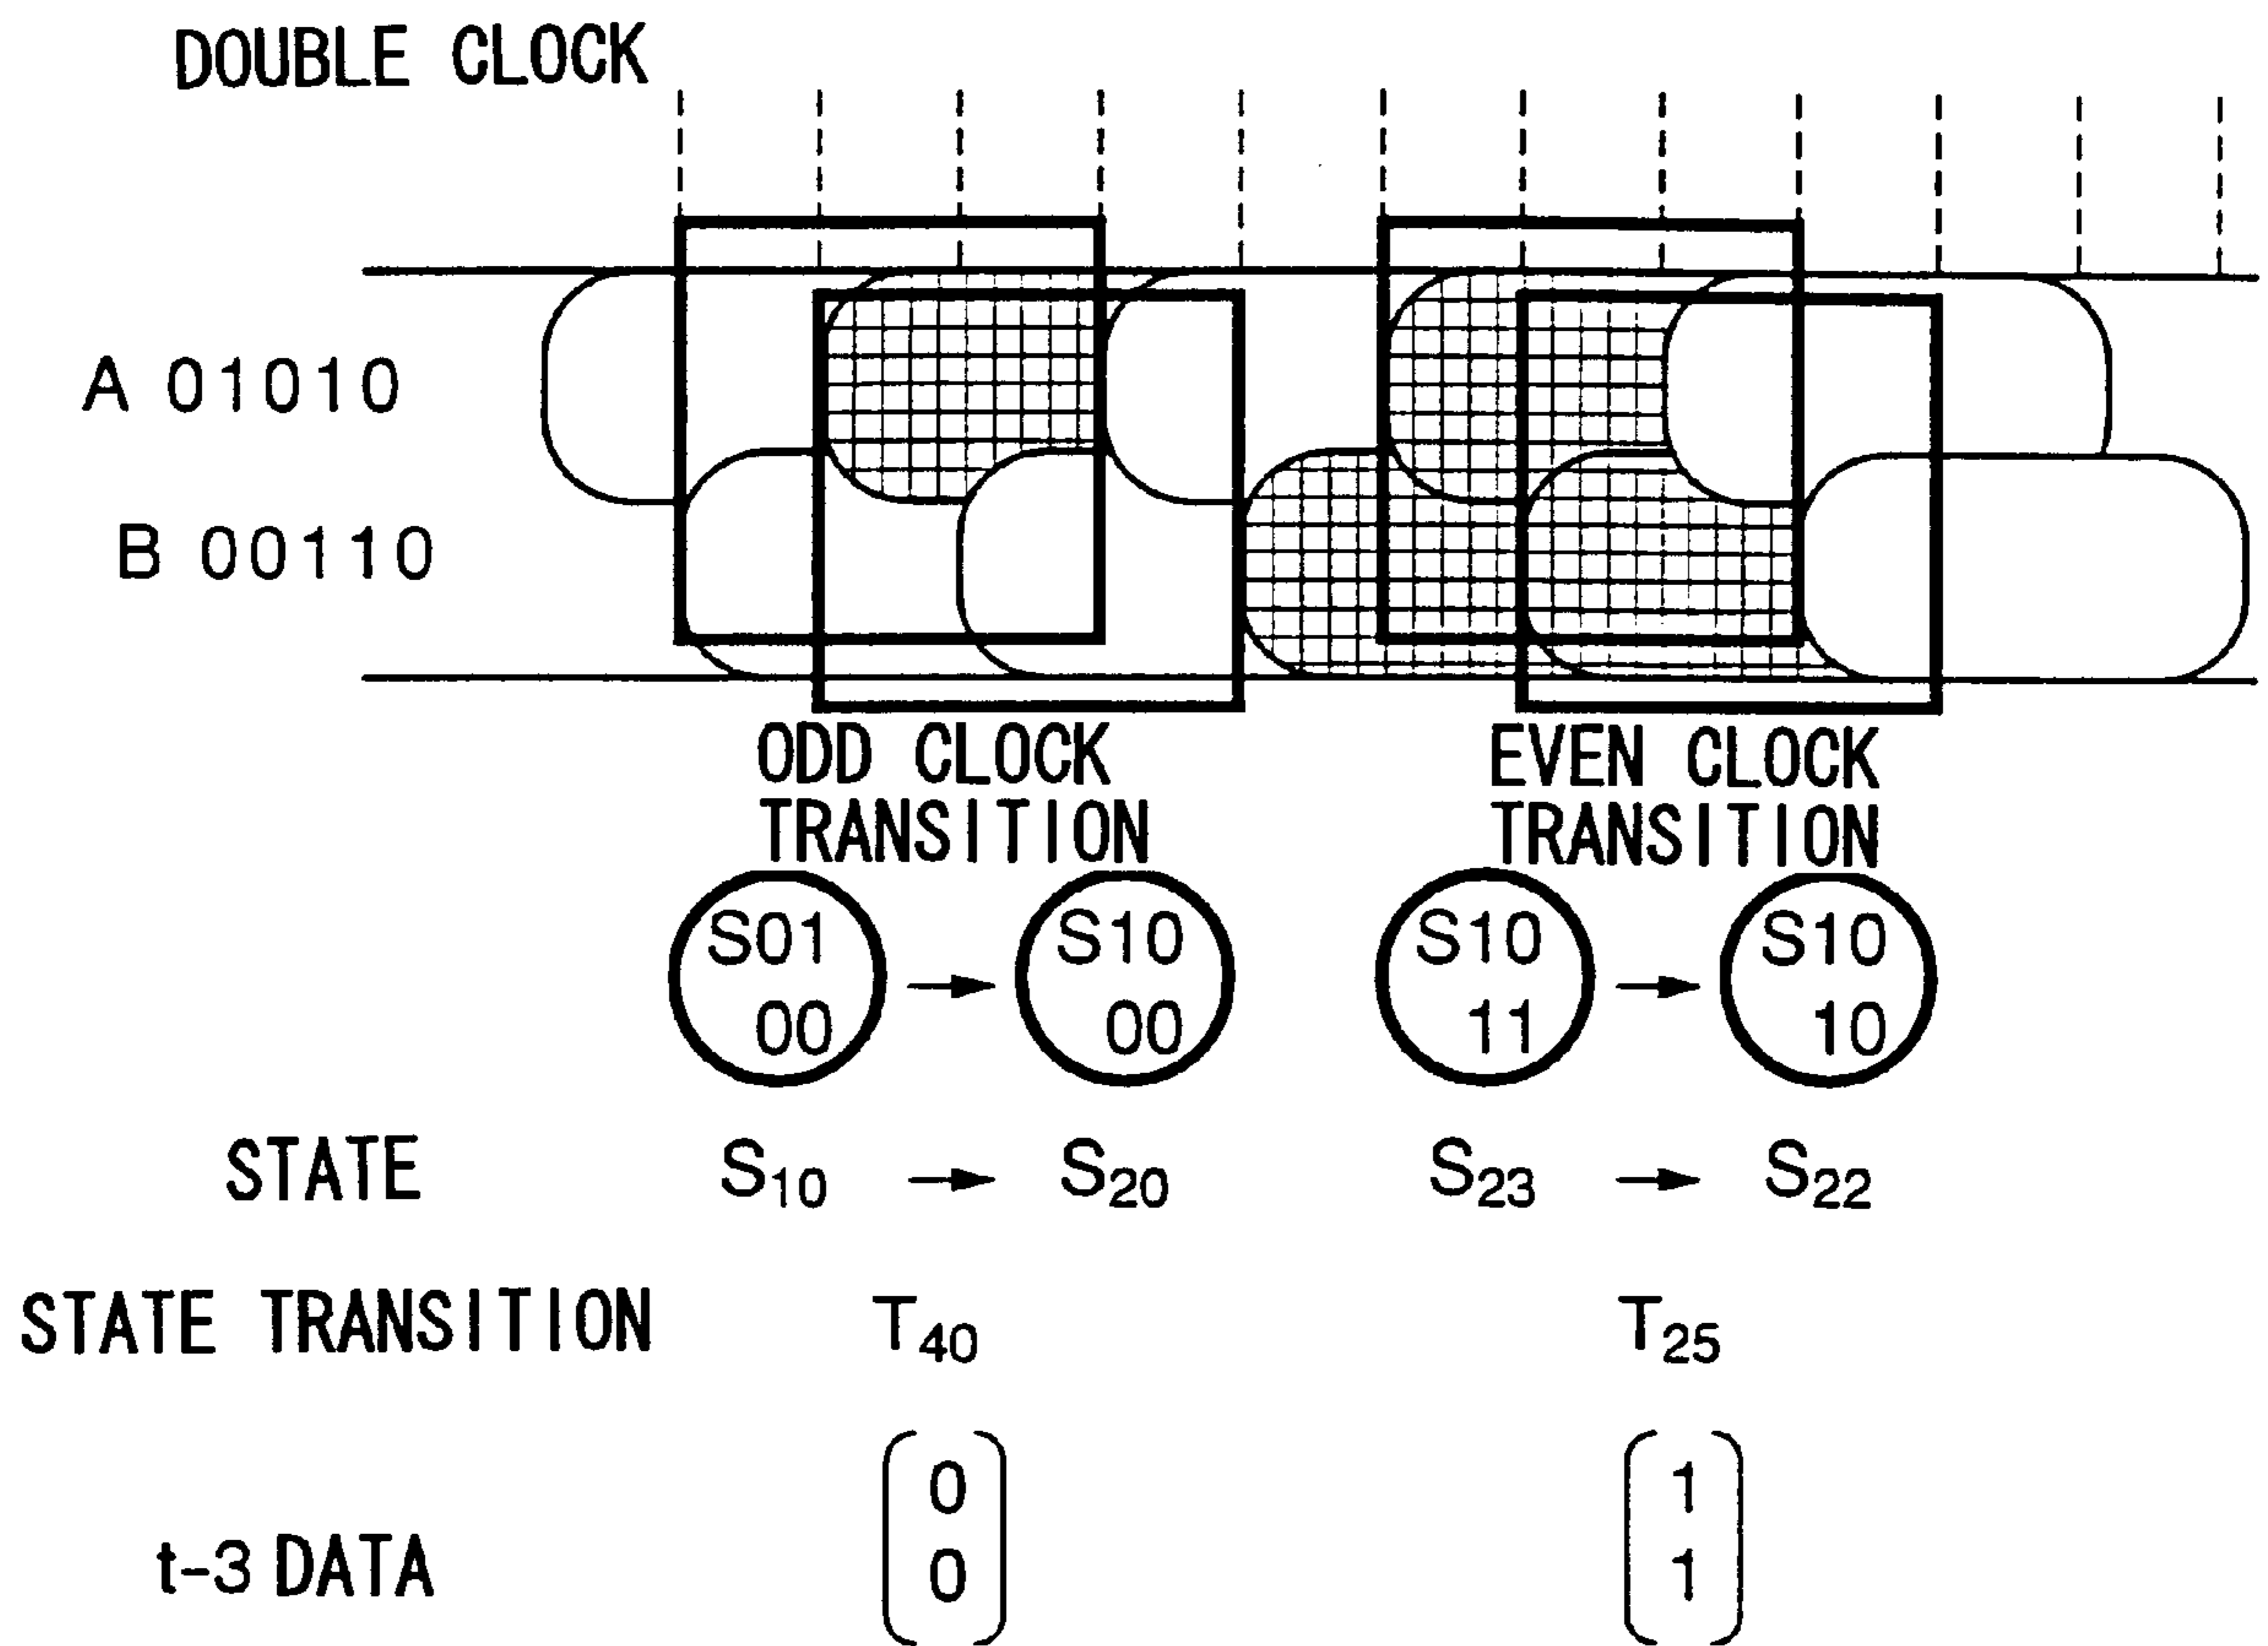 DOUBLE CLOCK
A 01010
B 00110
ODD CLOCK TRANSITION
EVEN CLOCK TRANSITION
S01 00 → S10 00
S10 11 → S10 10
STATE S10 → S20 S23 → S22
STATE TRANSITION T40 T25
t-3 DATA (0 0) (1 1)